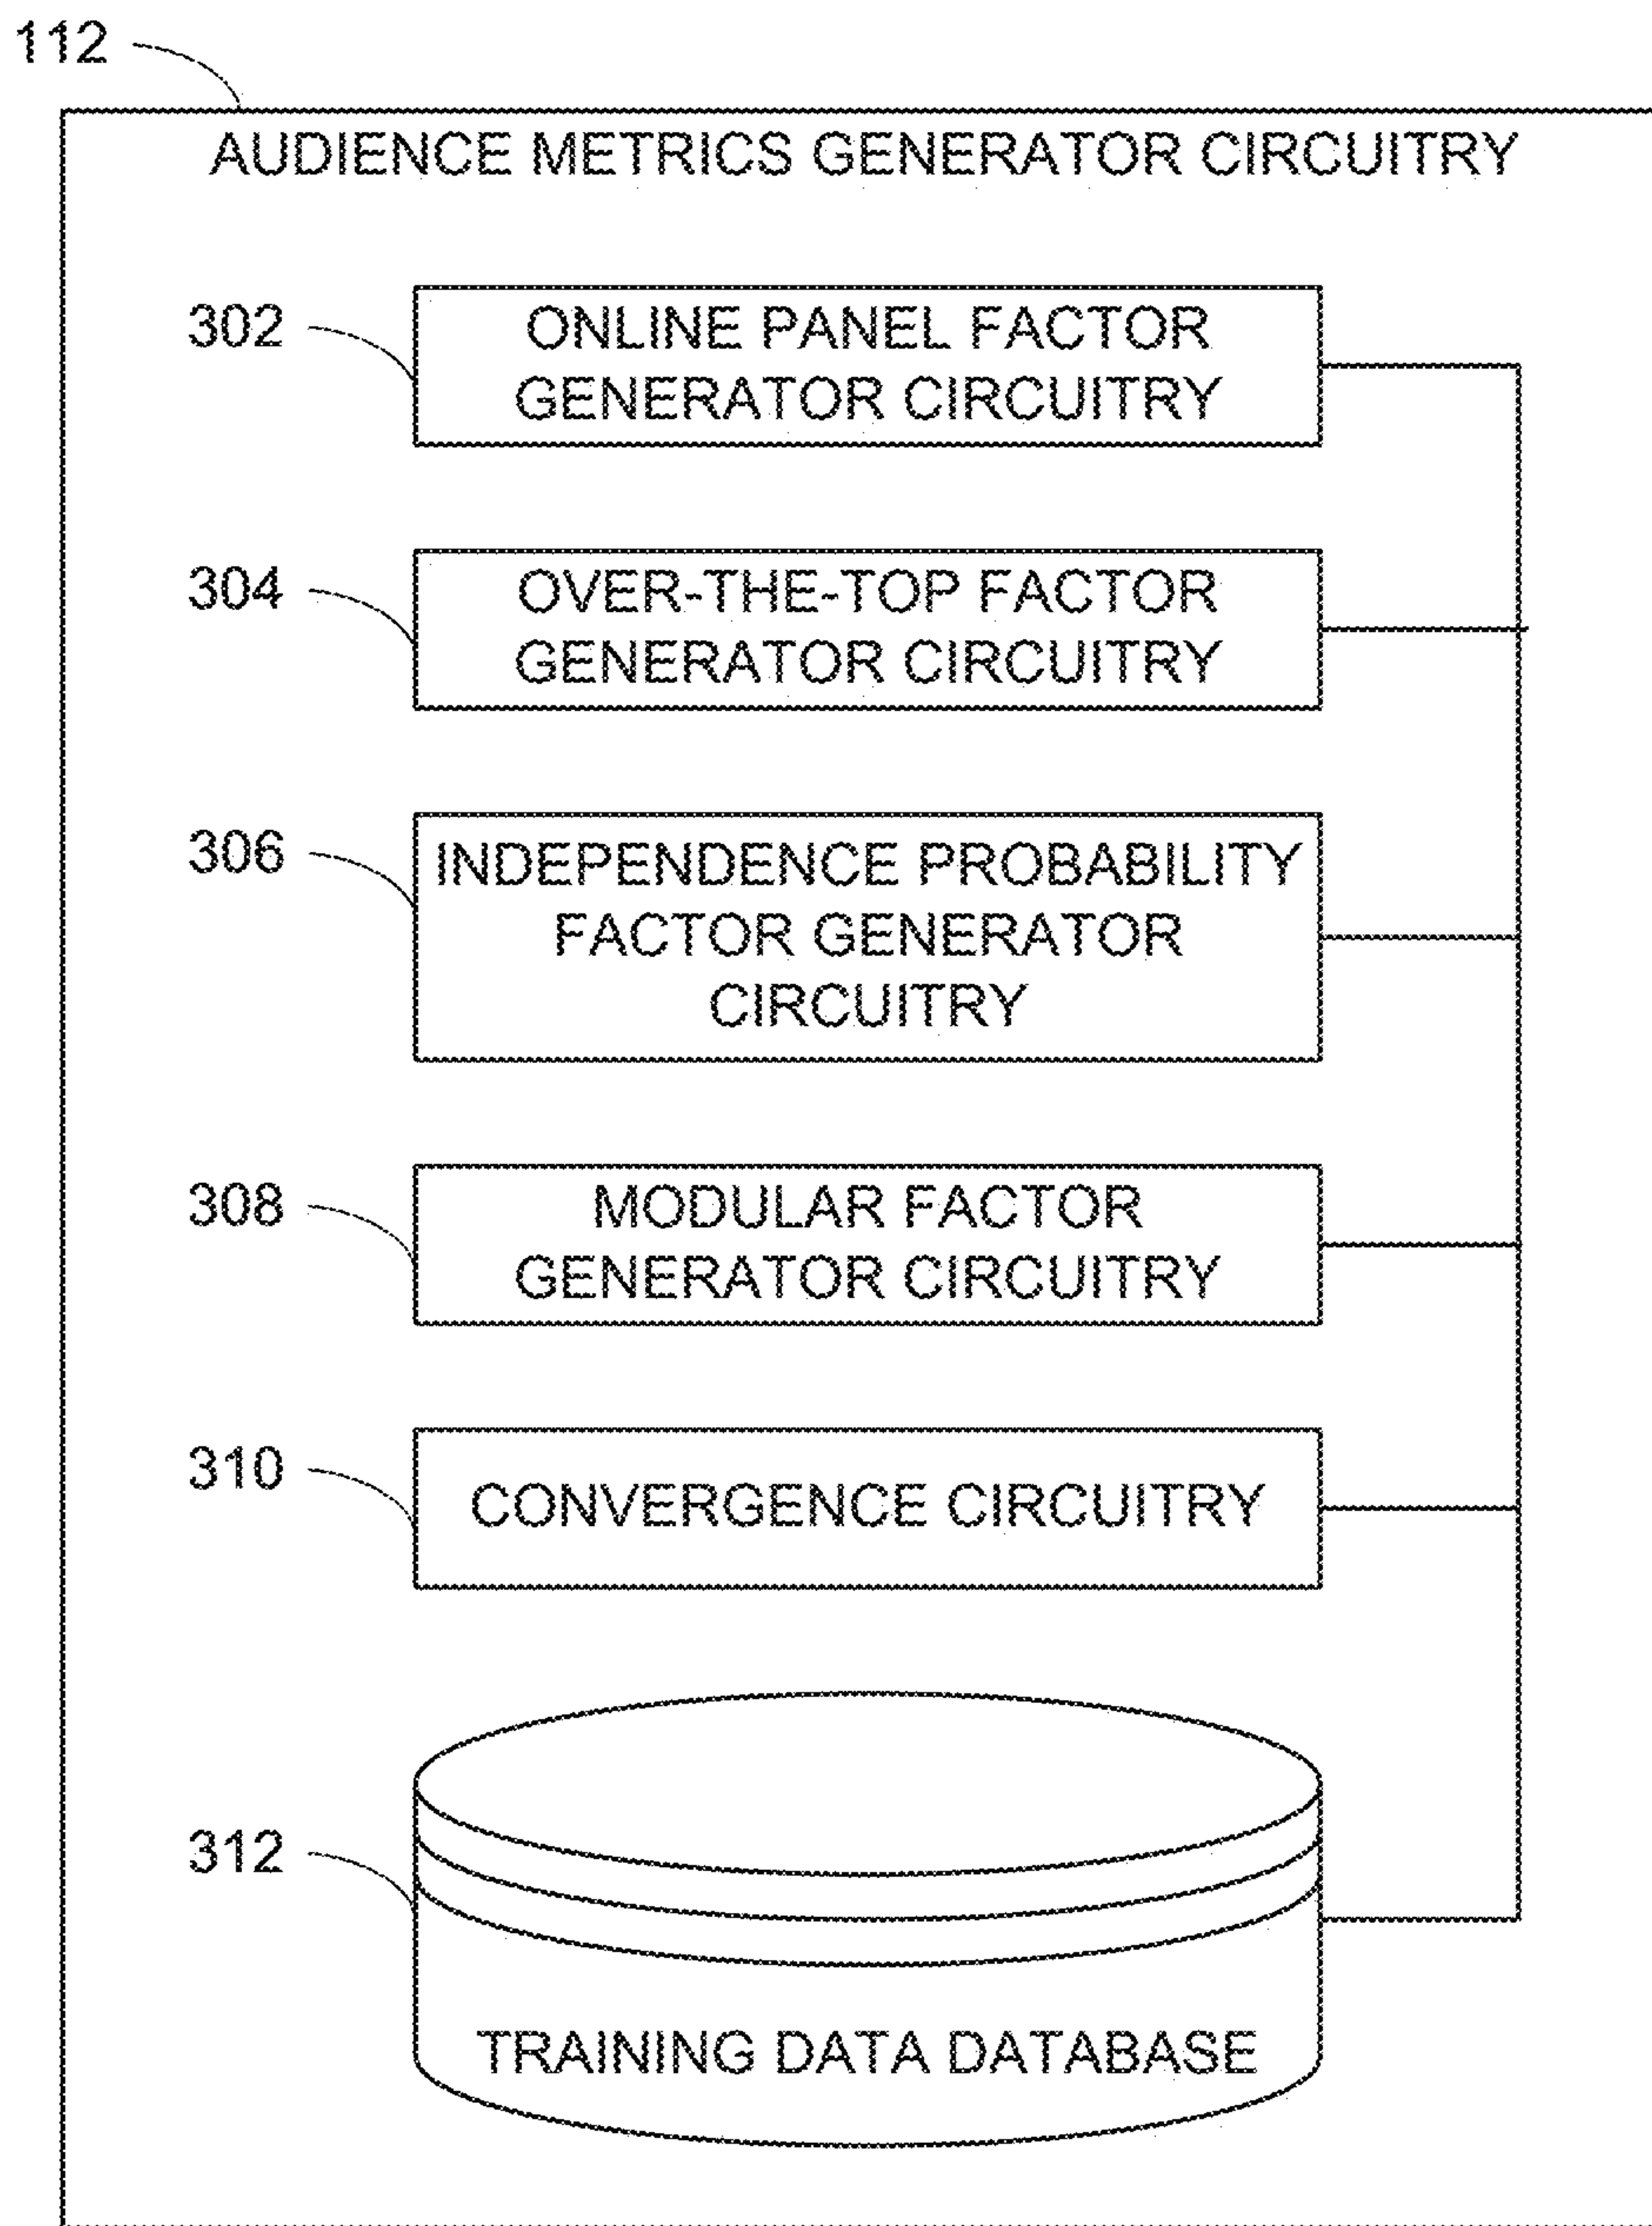 112
AUDIENCE METRICS GENERATOR CIRCUITRY
302
ONLINE PANEL FACTOR
GENERATOR CIRCUITRY
304
OVER-THE-TOP FACTOR
GENERATOR CIRCUITRY
306
INDEPENDENCE PROBABILITY
FACTOR GENERATOR
CIRCUITRY
308
MODULAR FACTOR
GENERATOR CIRCUITRY
310
CONVERGENCE CIRCUITRY
312
TRAINING DATA DATABASE